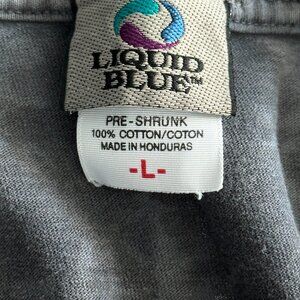 LIQUID
BLUE™
PRE-SHRUNK
100% COTTON/COTON
MADE IN HONDURAS
-L-